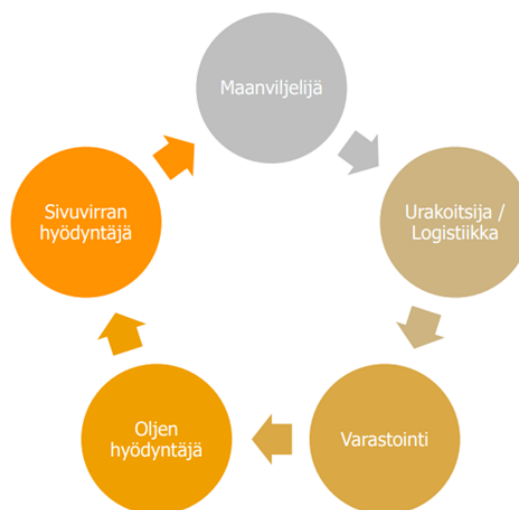 Maanviljelijä
Urakoitsija /
Logistiikka
Varastointi
Oljen
hyödyntäjä
Sivuvirran
hyödyntäjä